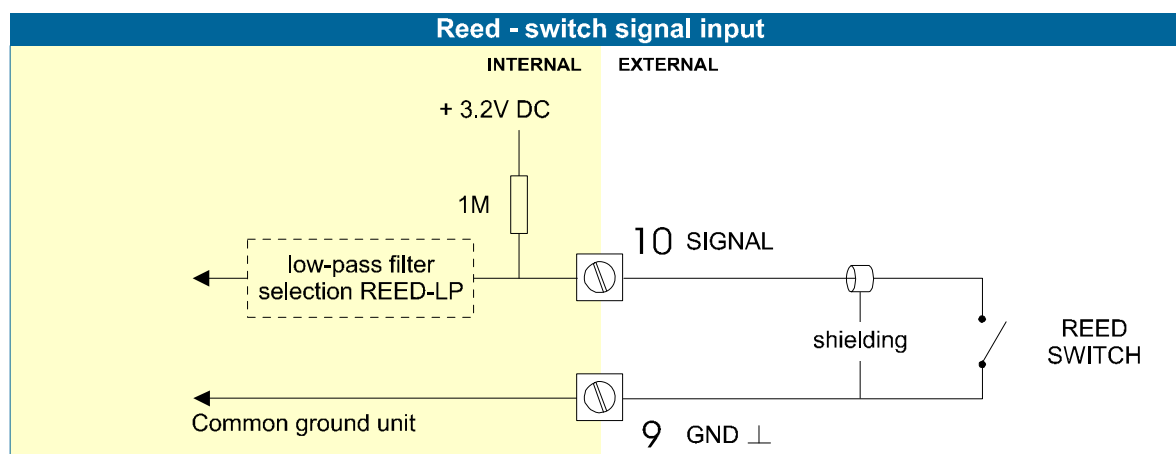 Reed - switch signal input
INTERNAL EXTERNAL
+ 3.2V DC
1M
10 SIGNAL
low-pass filter
selection REED-LP
shielding
REED
SWITCH
Common ground unit
9 GND ⊥